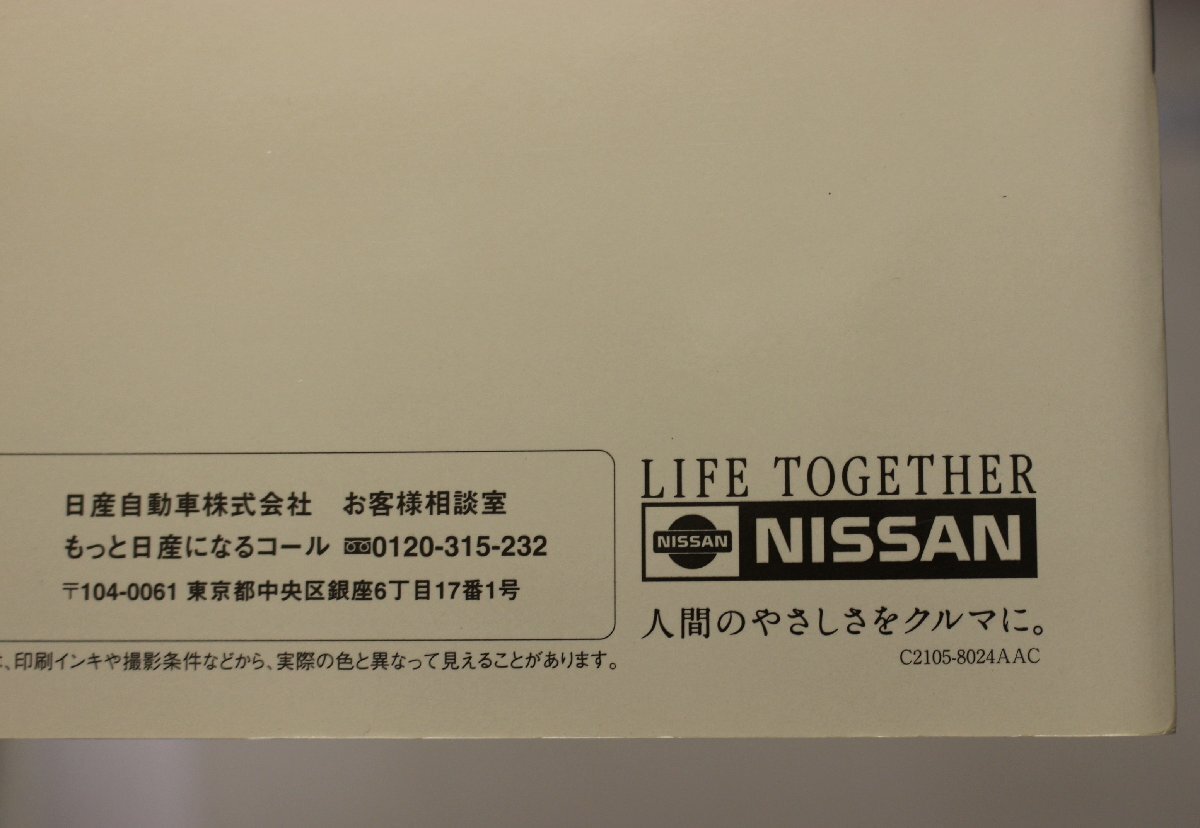 日産自動車株式会社 お客様相談室
もっと日産になるコール 0120-315-232
〒104-0061 東京都中央区銀座6丁目17番1号
、印刷インキや撮影条件などから、実際の色と異なって見えることがあります。
LIFE TOGETHER
NISSAN NISSAN
人間のやさしさをクルマに。
C2105-8024AAC